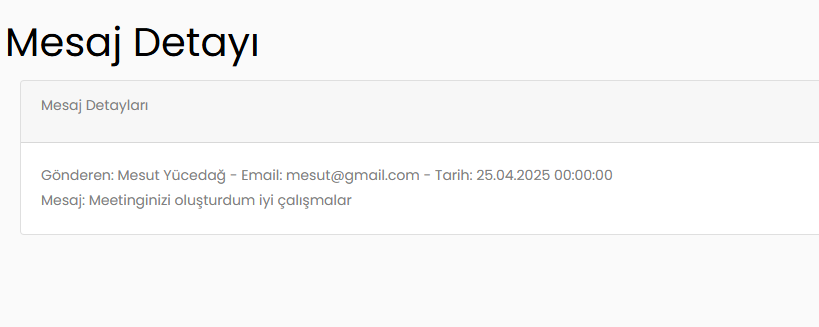 Mesaj Detayı
Mesaj Detayları
Gönderen: Mesut Yücedağ - Email: mesut@gmail.com - Tarih: 25.04.2025 00:00:00
Mesaj: Meetinginizi oluşturdum iyi çalışmalar